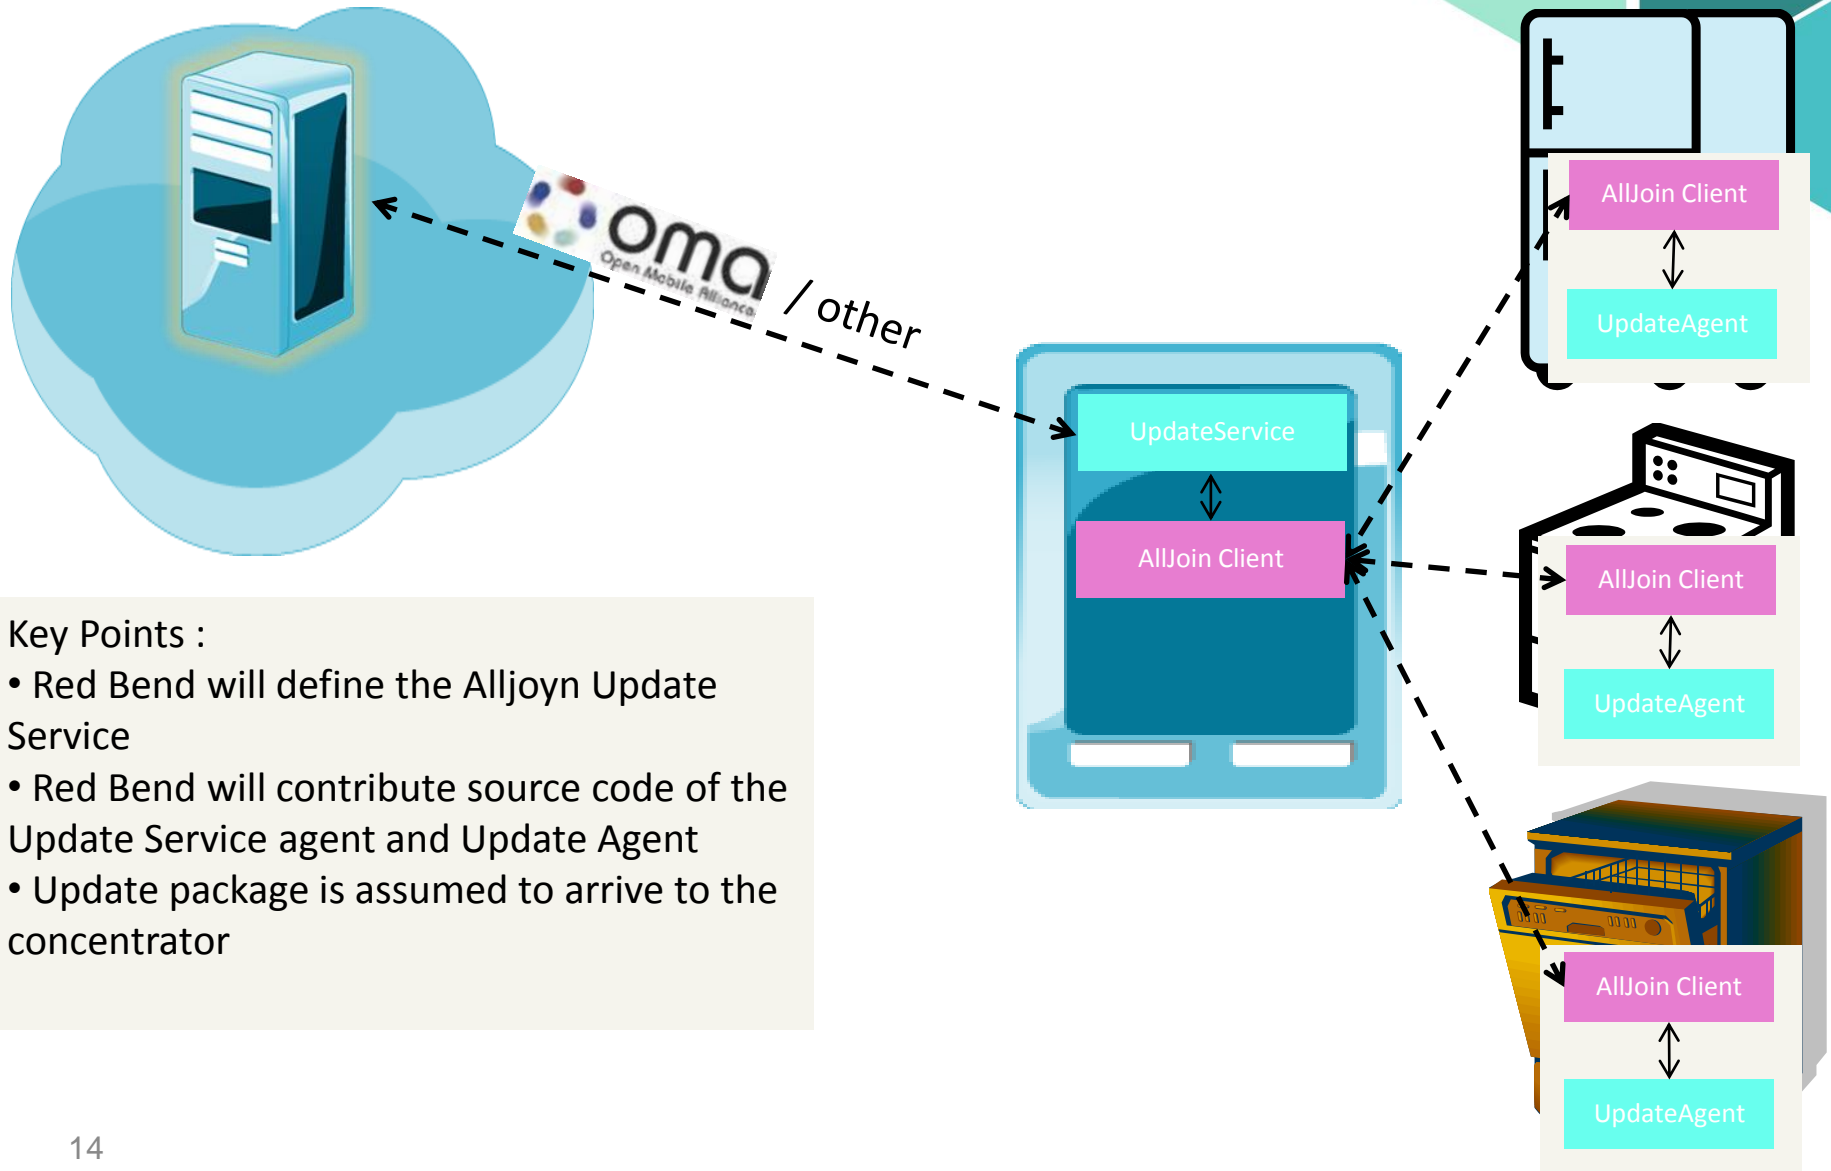 oma
Open Mobile Alliance
/ other
UpdateService
AllJoin Client
AllJoin Client
UpdateAgent
AllJoin Client
UpdateAgent
AllJoin Client
UpdateAgent
Key Points :
• Red Bend will define the Alljoyn Update
Service
• Red Bend will contribute source code of the
Update Service agent and Update Agent
• Update package is assumed to arrive to the
concentrator
14